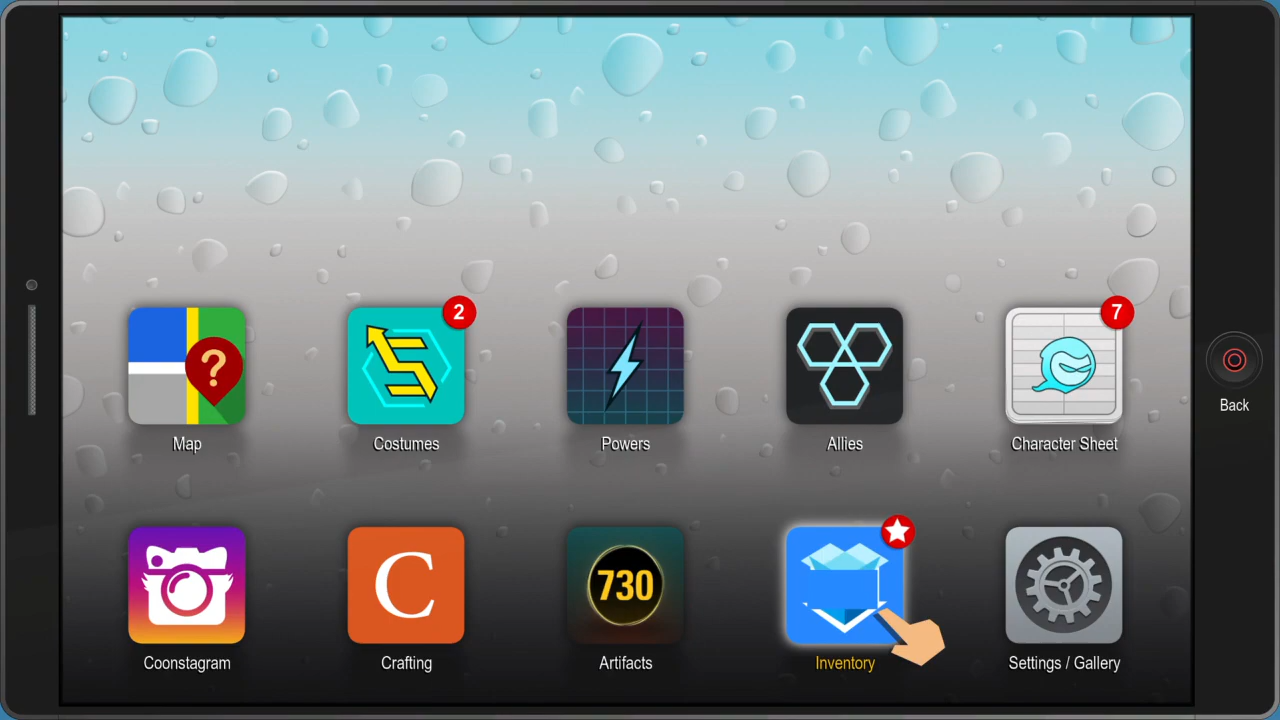 2
7
?
Map
Costumes
Powers
Allies
Character Sheet
Back
C
730
Coonstagram
Crafting
Artifacts
Inventory
Settings / Gallery